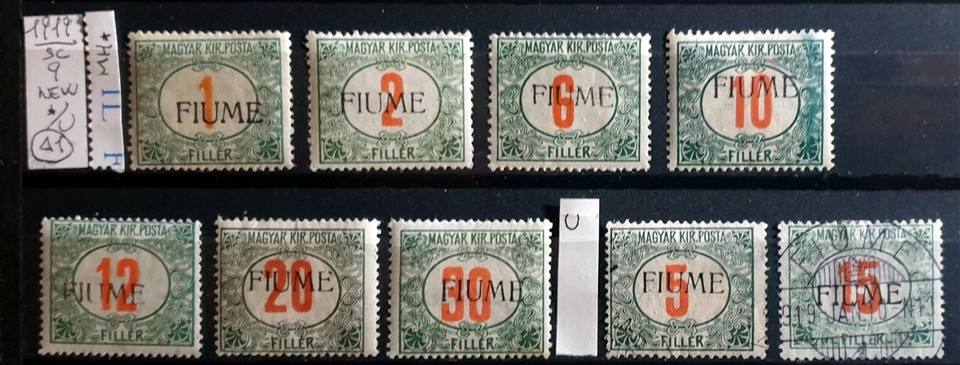 1919
SC
9
NEW
*/U
41
MH*
MAGYAR KIR. POSTA
1
FIUME
FILLÉR
MAGYAR KIR. POSTA
2
FIUME
FILLÉR
MAGYAR KIR. POSTA
6
FIUME
FILLÉR
MAGYAR KIR. POSTA
10
FIUME
FILLÉR
MAGYAR KIR. POSTA
12
FIUME
FILLÉR
MAGYAR KIR. POSTA
20
FIUME
FILLÉR
MAGYAR KIR. POSTA
30
FIUME
FILLÉR
U
MAGYAR KIR. POSTA
5
FIUME
FILLÉR
MAGYAR KIR. POSTA
15
FIUME
FILLÉR